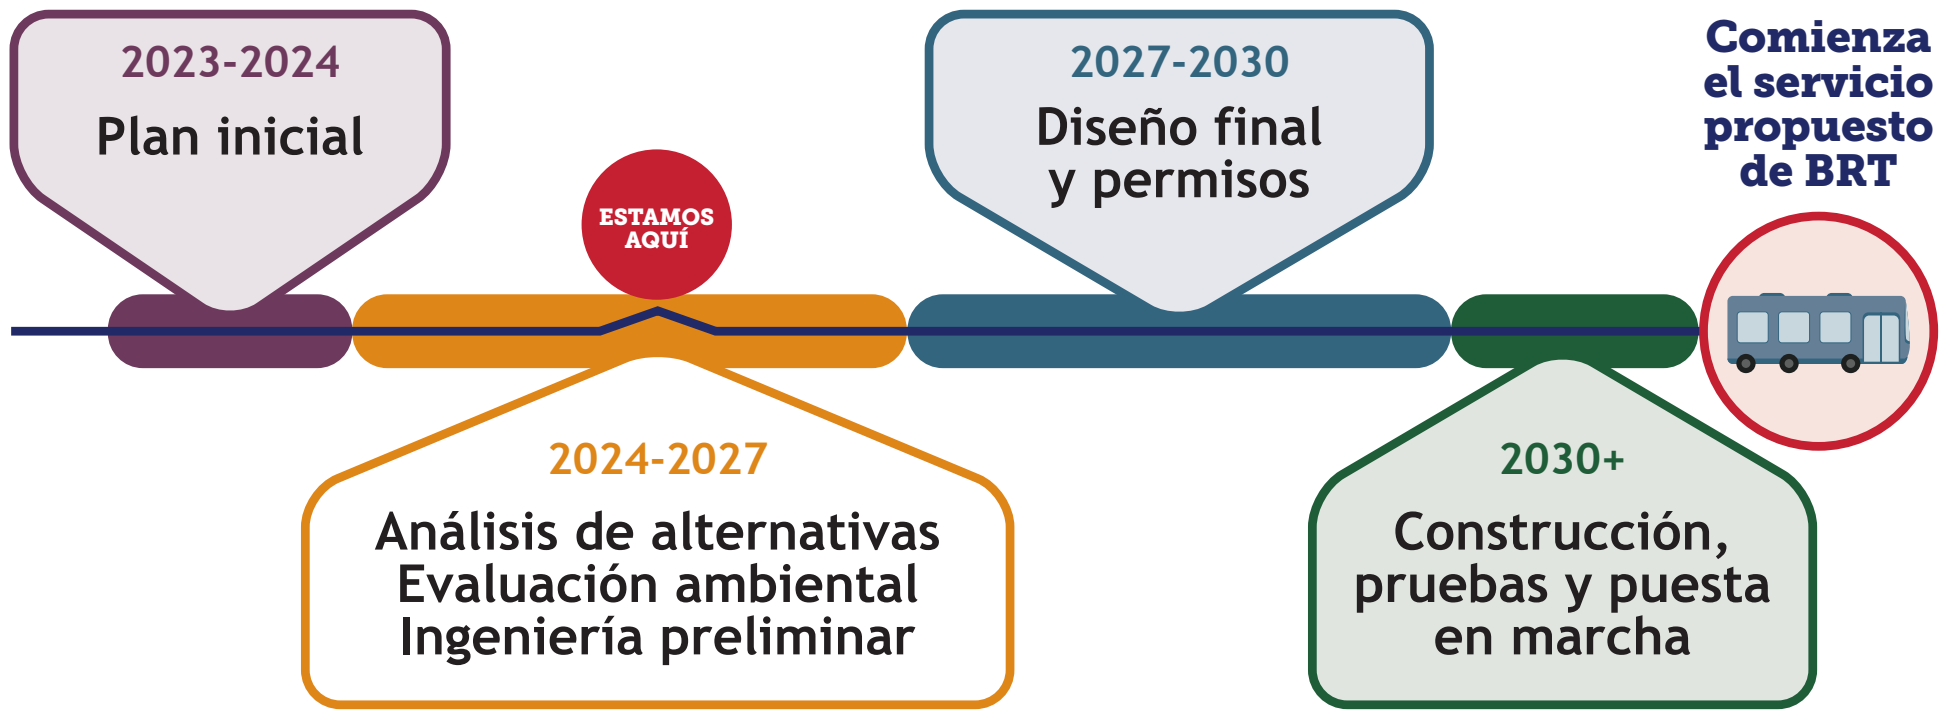 2023-2024
Plan inicial
ESTAMOS
AQUÍ
2024-2027
Análisis de alternativas
Evaluación ambiental
Ingeniería preliminar
2027-2030
Diseño final
y permisos
2030+
Construcción,
pruebas y puesta
en marcha
Comienza
el servicio
propuesto
de BRT